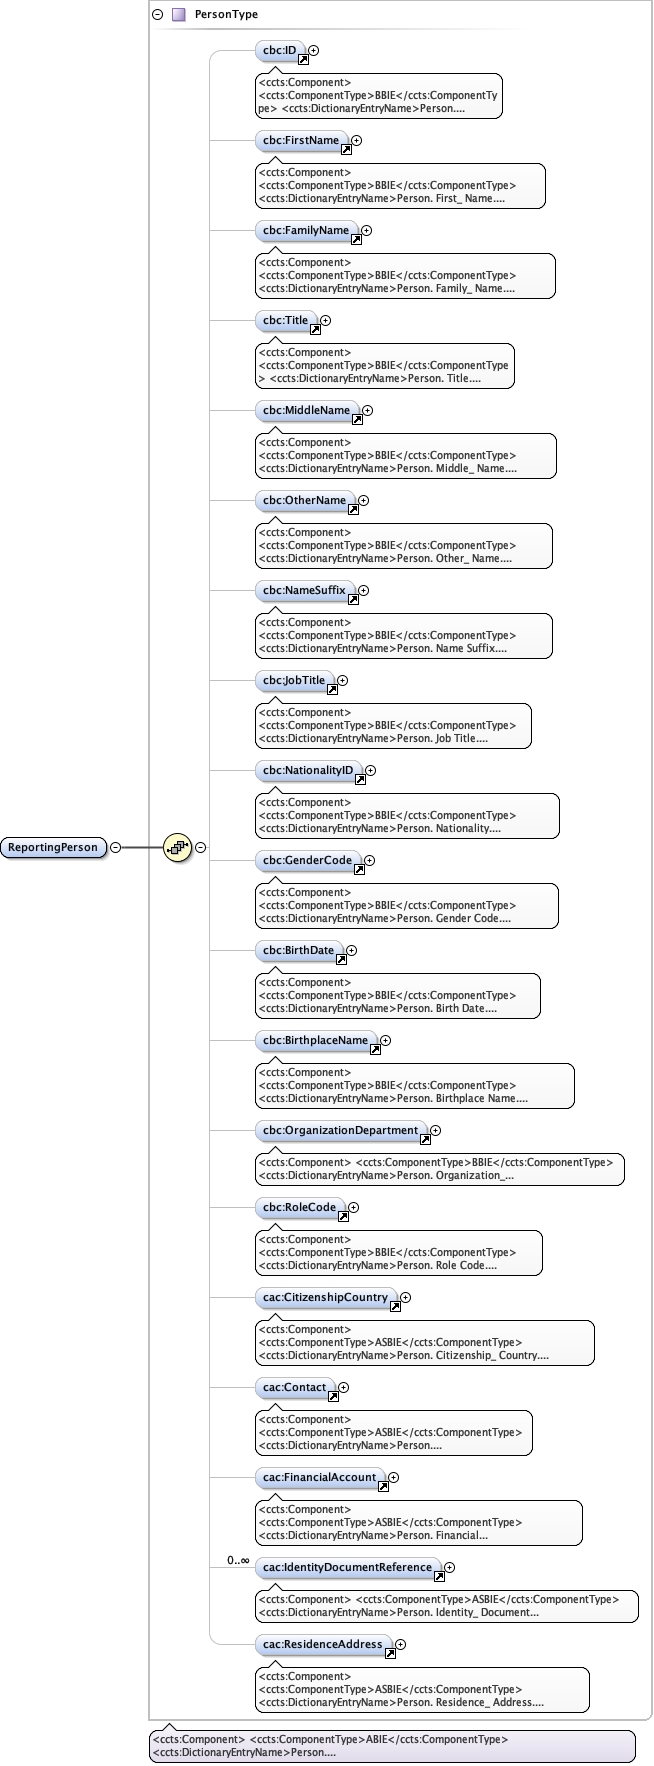 PersonType
cbc:ID
<ccts:Component>
<ccts:ComponentType>BBIE</ccts:ComponentTy
pe> <ccts:DictionaryEntryName>Person....
cbc:FirstName
<ccts:Component>
<ccts:ComponentType>BBIE</ccts:ComponentType>
<ccts:DictionaryEntryName>Person. First_ Name....
cbc:FamilyName
<ccts:Component>
<ccts:ComponentType>BBIE</ccts:ComponentType>
<ccts:DictionaryEntryName>Person. Family_ Name....
cbc:Title
<ccts:Component>
<ccts:ComponentType>BBIE</ccts:ComponentType
> <ccts:DictionaryEntryName>Person. Title....
cbc:MiddleName
<ccts:Component>
<ccts:ComponentType>BBIE</ccts:ComponentType>
<ccts:DictionaryEntryName>Person. Middle_ Name....
cbc:OtherName
<ccts:Component>
<ccts:ComponentType>BBIE</ccts:ComponentType>
<ccts:DictionaryEntryName>Person. Other_ Name....
cbc:NameSuffix
<ccts:Component>
<ccts:ComponentType>BBIE</ccts:ComponentType>
<ccts:DictionaryEntryName>Person. Name Suffix....
cbc:JobTitle
<ccts:Component>
<ccts:ComponentType>BBIE</ccts:ComponentType>
<ccts:DictionaryEntryName>Person. Job Title....
cbc:NationalityID
<ccts:Component>
<ccts:ComponentType>BBIE</ccts:ComponentType>
<ccts:DictionaryEntryName>Person. Nationality....
ReportingPerson
cbc:GenderCode
<ccts:Component>
<ccts:ComponentType>BBIE</ccts:ComponentType>
<ccts:DictionaryEntryName>Person. Gender Code....
cbc:BirthDate
<ccts:Component>
<ccts:ComponentType>BBIE</ccts:ComponentType>
<ccts:DictionaryEntryName>Person. Birth Date....
cbc:BirthplaceName
<ccts:Component>
<ccts:ComponentType>BBIE</ccts:ComponentType>
<ccts:DictionaryEntryName>Person. Birthplace Name....
cbc:OrganizationDepartment
<ccts:Component> <ccts:ComponentType>BBIE</ccts:ComponentType>
<ccts:DictionaryEntryName>Person. Organization_...
cbc:RoleCode
<ccts:Component>
<ccts:ComponentType>BBIE</ccts:ComponentType>
<ccts:DictionaryEntryName>Person. Role Code....
cac:CitizenshipCountry
<ccts:Component>
<ccts:ComponentType>ASBIE</ccts:ComponentType>
<ccts:DictionaryEntryName>Person. Citizenship_ Country....
cac:Contact
<ccts:Component>
<ccts:ComponentType>ASBIE</ccts:ComponentType>
<ccts:DictionaryEntryName>Person....
cac:FinancialAccount
<ccts:Component>
<ccts:ComponentType>ASBIE</ccts:ComponentType>
<ccts:DictionaryEntryName>Person. Financial...
0..∞ cac:IdentityDocumentReference
<ccts:Component> <ccts:ComponentType>ASBIE</ccts:ComponentType>
<ccts:DictionaryEntryName>Person. Identity_ Document...
cac:ResidenceAddress
<ccts:Component>
<ccts:ComponentType>ASBIE</ccts:ComponentType>
<ccts:DictionaryEntryName>Person. Residence_ Address....
<ccts:Component> <ccts:ComponentType>ABIE</ccts:ComponentType>
<ccts:DictionaryEntryName>Person....